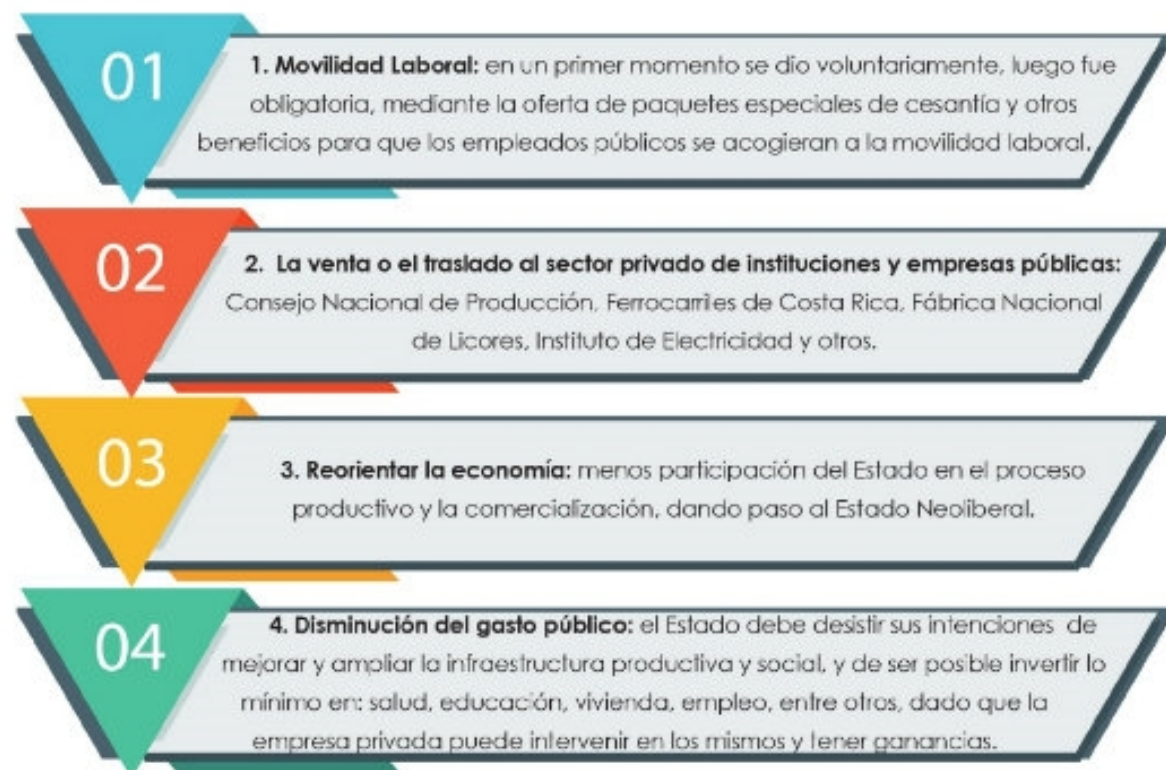 01
1. Movilidad Laboral: en un primer momento se dio voluntariamente, luego fue
obligatoria, mediante la oferta de paquetes especiales de cesantía y otros
beneficios para que los empleados públicos se acogieran a la movilidad laboral.
02
2. La venta o el traslado al sector privado de instituciones y empresas públicas:
Consejo Nacional de Producción, Ferrocarriles de Costa Rica, Fábrica Nacional
de Licores, Instituto de Electricidad y otros.
03
3. Reorientar la economía: menos participación del Estado en el proceso
productivo y la comercialización, dando paso al Estado Neoliberal.
04
4. Disminución del gasto público: el Estado debe desistir sus intenciones de
mejorar y ampliar la infraestructura productiva y social, y de ser posible invertir lo
mínimo en: salud, educación, vivienda, empleo, entre otros, dado que la
empresa privada puede intervenir en los mismos y tener ganancias.